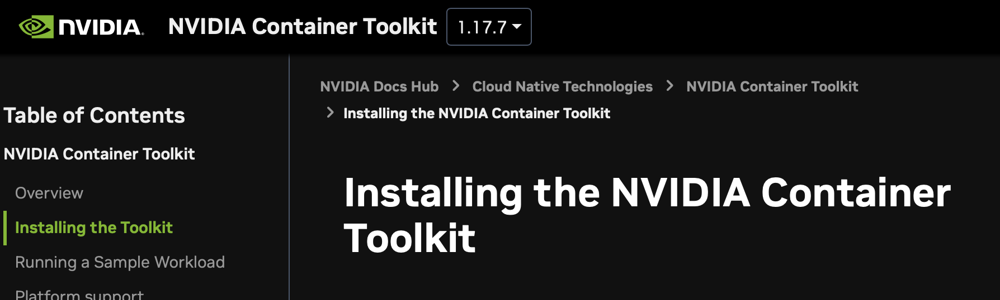 NVIDIA. NVIDIA Container Toolkit 1.17.7
Table of Contents
NVIDIA Container Toolkit
Overview
Installing the Toolkit
Running a Sample Workload
Platform support
NVIDIA Docs Hub > Cloud Native Technologies > NVIDIA Container Toolkit
> Installing the NVIDIA Container Toolkit
Installing the NVIDIA Container
Toolkit